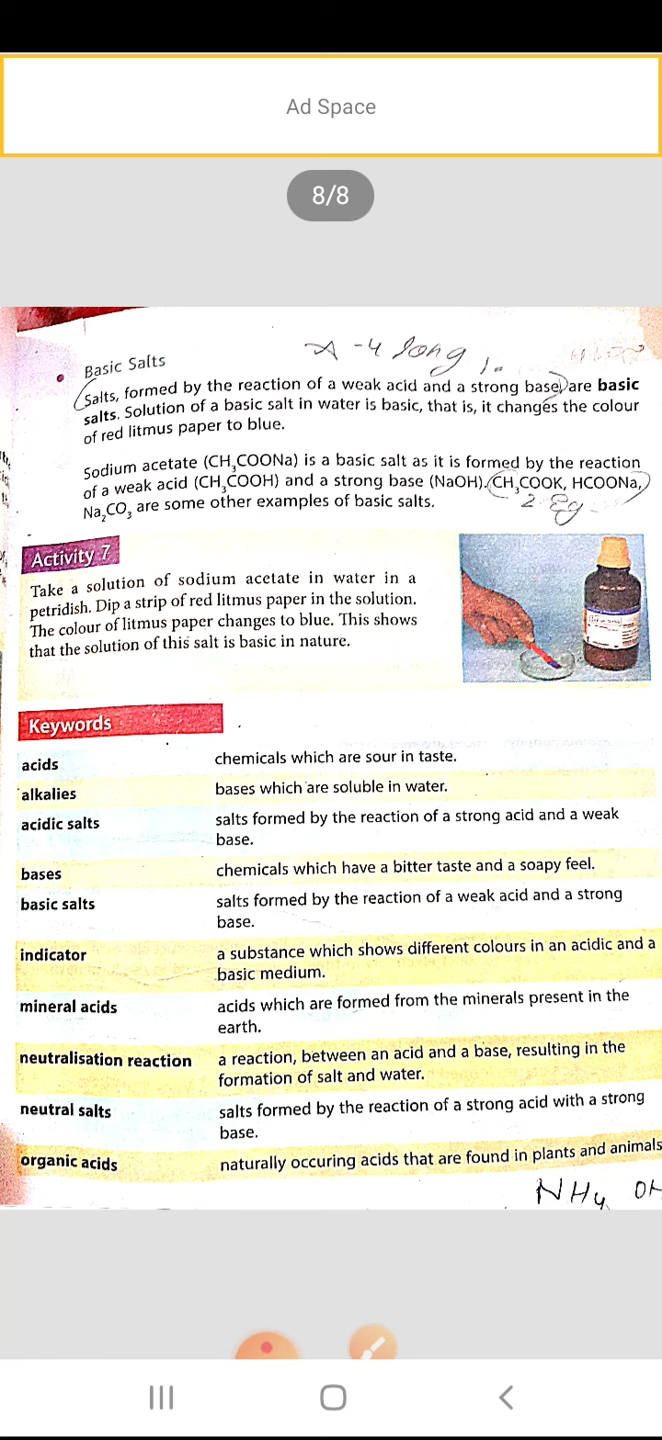 Ad Space
8/8
Basic Salts
x -4 long
Salts, formed by the reaction of a weak acid and a strong base, are basic
salts. Solution of a basic salt in water is basic, that is, it changes the colour
of red litmus paper to blue.
Sodium acetate (CH₃COONa) is a basic salt as it is formed by the reaction
of a weak acid (CH₃COOH) and a strong base (NaOH). CH₃COOK, HCOONa,
Na₂CO₃ are some other examples of basic salts.
2 Eg
Activity 7
Take a solution of sodium acetate in water in a
petridish. Dip a strip of red litmus paper in the solution.
The colour of litmus paper changes to blue. This shows
that the solution of this salt is basic in nature.
Keywords
acids chemicals which are sour in taste.
alkalies bases which are soluble in water.
acidic salts salts formed by the reaction of a strong acid and a weak
base.
bases chemicals which have a bitter taste and a soapy feel.
basic salts salts formed by the reaction of a weak acid and a strong
base.
indicator a substance which shows different colours in an acidic and a
basic medium.
mineral acids acids which are formed from the minerals present in the
earth.
neutralisation reaction a reaction, between an acid and a base, resulting in the
formation of salt and water.
neutral salts salts formed by the reaction of a strong acid with a strong
base.
organic acids naturally occuring acids that are found in plants and animals
NH₄ OH